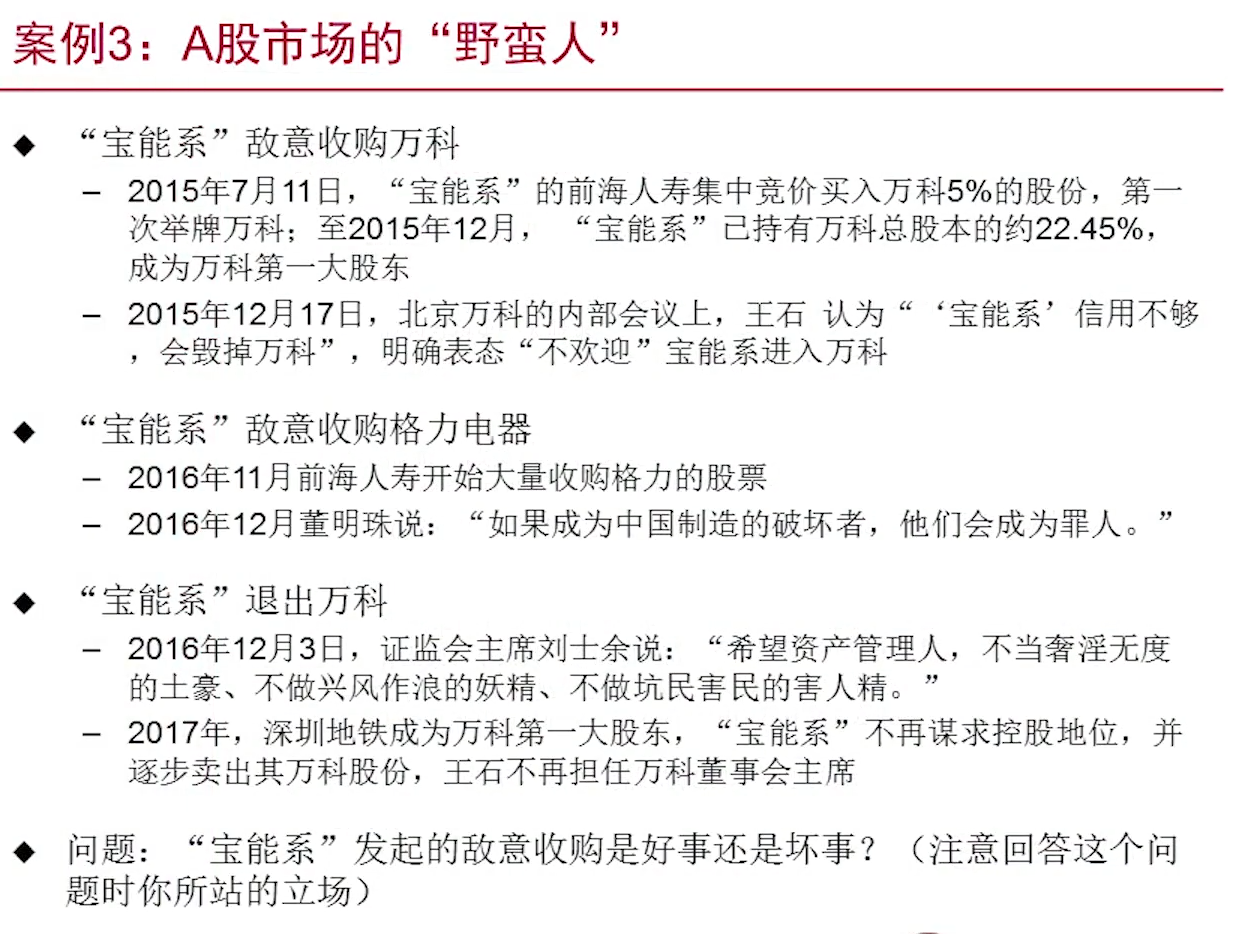 案例3：A股市场的“野蛮人”
◆ “宝能系”敌意收购万科
– 2015年7月11日，“宝能系”的前海人寿集中竞价买入万科5%的股份，第一
次举牌万科；至2015年12月，“宝能系”已持有万科总股本的约22.45%，
成为万科第一大股东
– 2015年12月17日，北京万科的内部会议上，王石 认为“‘宝能系’信用不够
，会毁掉万科”，明确表态“不欢迎”宝能系进入万科
◆ “宝能系”敌意收购格力电器
– 2016年11月前海人寿开始大量收购格力的股票
– 2016年12月董明珠说：“如果成为中国制造的破坏者，他们会成为罪人。”
◆ “宝能系”退出万科
– 2016年12月3日，证监会主席刘士余说：“希望资产管理人，不当奢淫无度
的土豪、不做兴风作浪的妖精、不做坑民害民的害人精。”
– 2017年，深圳地铁成为万科第一大股东，“宝能系”不再谋求控股地位，并
逐步卖出其万科股份，王石不再担任万科董事会主席
◆ 问题：“宝能系”发起的敌意收购是好事还是坏事？（注意回答这个问
题时你所站的立场）